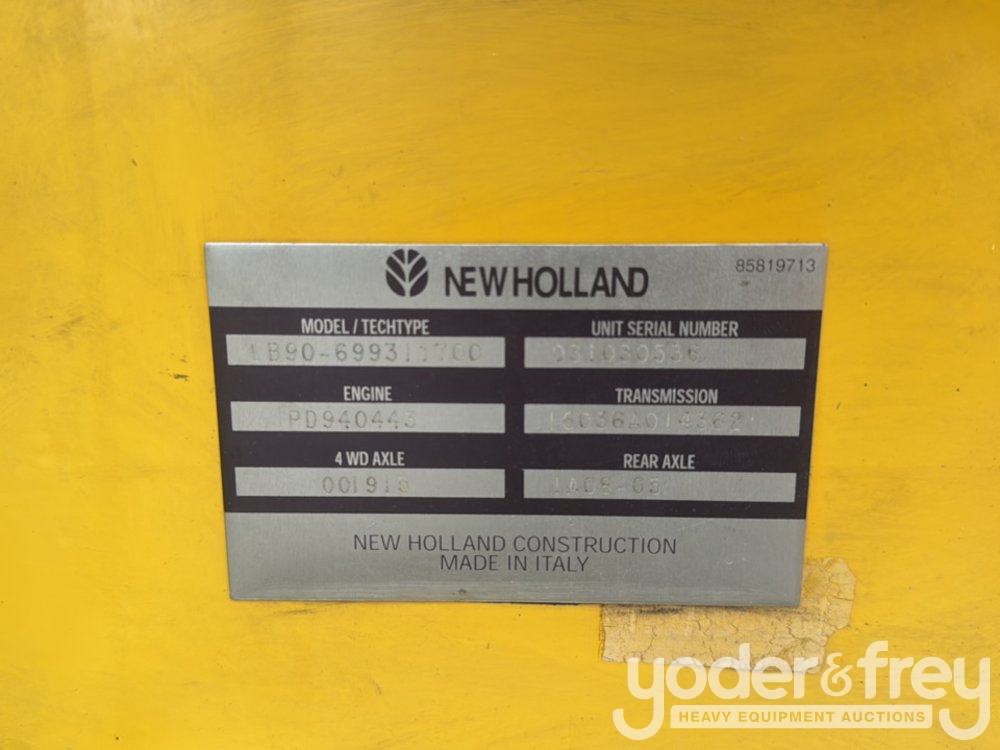 NEW HOLLAND
85819713
MODEL / TECHTYPE
UNIT SERIAL NUMBER
031030536
ENGINE
TRANSMISSION
PD940443
4 WD AXLE
REAR AXLE
NEW HOLLAND CONSTRUCTION
MADE IN ITALY
yoder&frey
HEAVY EQUIPMENT AUCTIONS